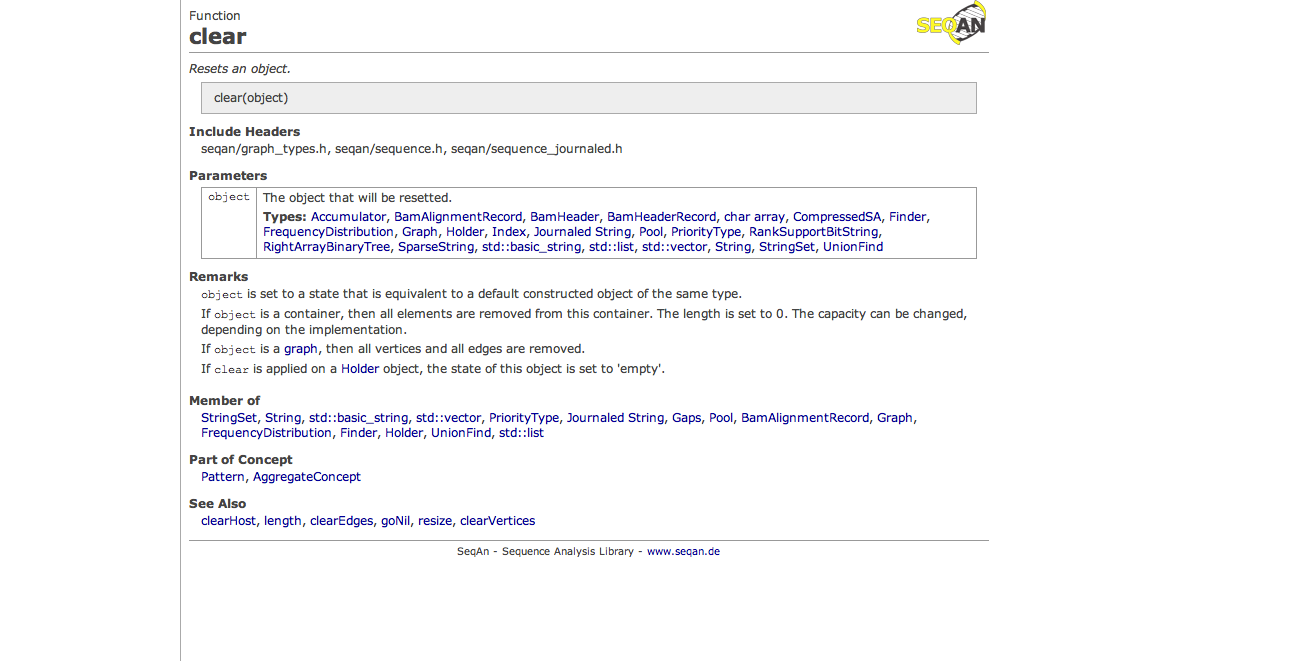 Function
clear
SEQAN
Resets an object.
clear(object)
Include Headers
seqan/graph_types.h, seqan/sequence.h, seqan/sequence_journaled.h
Parameters
object The object that will be resetted.
Types: Accumulator, BamAlignmentRecord, BamHeader, BamHeaderRecord, char array, CompressedSA, Finder,
FrequencyDistribution, Graph, Holder, Index, Journaled String, Pool, PriorityType, RankSupportBitString,
RightArrayBinaryTree, SparseString, std::basic_string, std::list, std::vector, String, StringSet, UnionFind
Remarks
object is set to a state that is equivalent to a default constructed object of the same type.
If object is a container, then all elements are removed from this container. The length is set to 0. The capacity can be changed,
depending on the implementation.
If object is a graph, then all vertices and all edges are removed.
If clear is applied on a Holder object, the state of this object is set to 'empty'.
Member of
StringSet, String, std::basic_string, std::vector, PriorityType, Journaled String, Gaps, Pool, BamAlignmentRecord, Graph,
FrequencyDistribution, Finder, Holder, UnionFind, std::list
Part of Concept
Pattern, AggregateConcept
See Also
clearHost, length, clearEdges, goNil, resize, clearVertices
SeqAn - Sequence Analysis Library - www.seqan.de